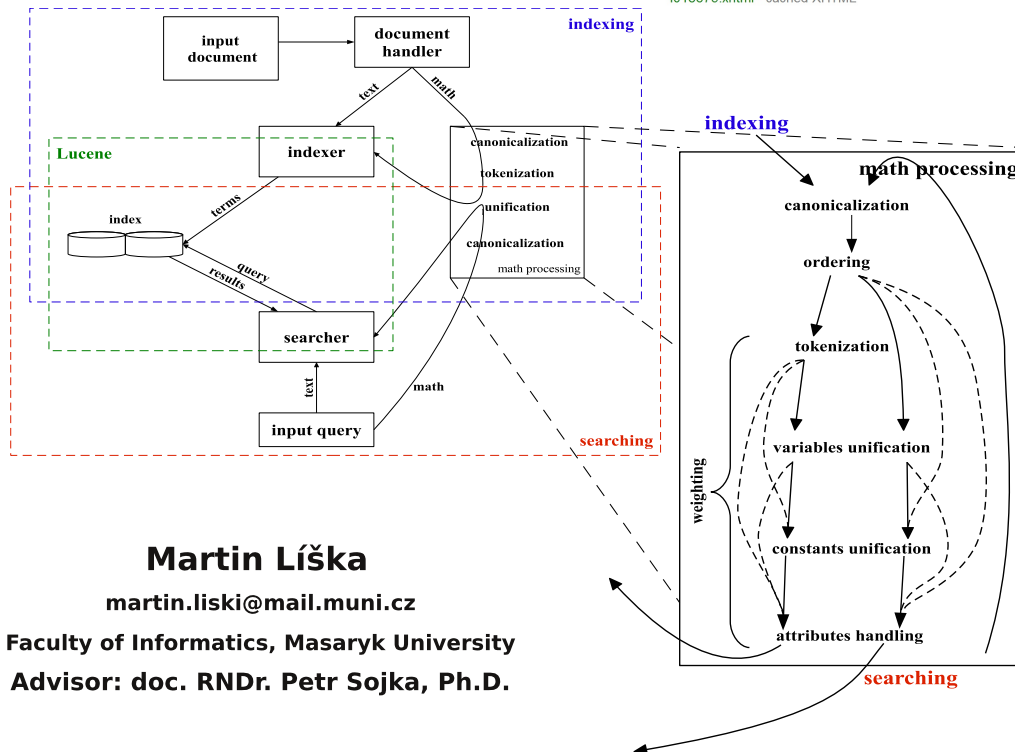 indexing
input
document
document
handler
text
math
Lucene
indexer
canonicalization
tokenization
unification
canonicalization
math processing
terms
index
query
results
searcher
text
math
input query
searching
indexing
math processing
canonicalization
ordering
tokenization
variables unification
weighting
constants unification
attributes handling
searching
Martin Líška
martin.liski@mail.muni.cz
Faculty of Informatics, Masaryk University
Advisor: doc. RNDr. Petr Sojka, Ph.D.